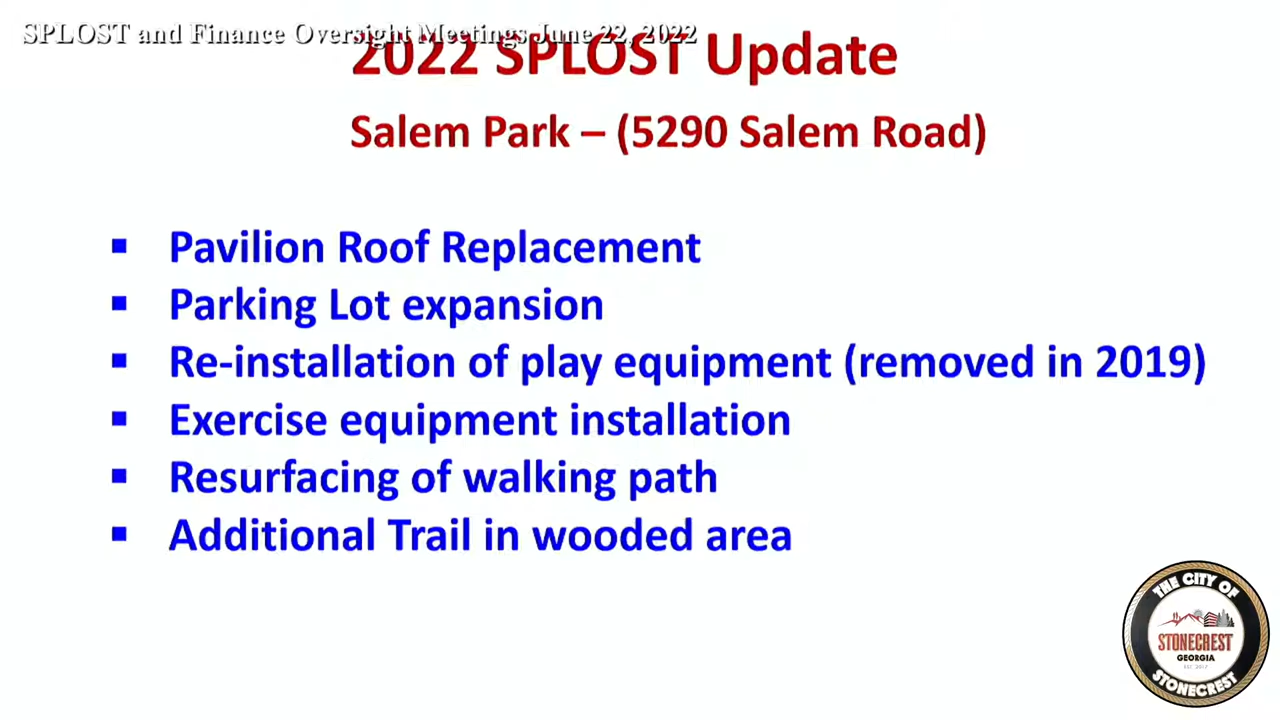 SPLOST and Finance Oversight Meetings June 22, 2022
2022 SPLOST Update
Salem Park – (5290 Salem Road)
▪ Pavilion Roof Replacement
▪ Parking Lot expansion
▪ Re-installation of play equipment (removed in 2019)
▪ Exercise equipment installation
▪ Resurfacing of walking path
▪ Additional Trail in wooded area
THE CITY OF
STONECREST
GEORGIA
EST. 2017
STONECREST